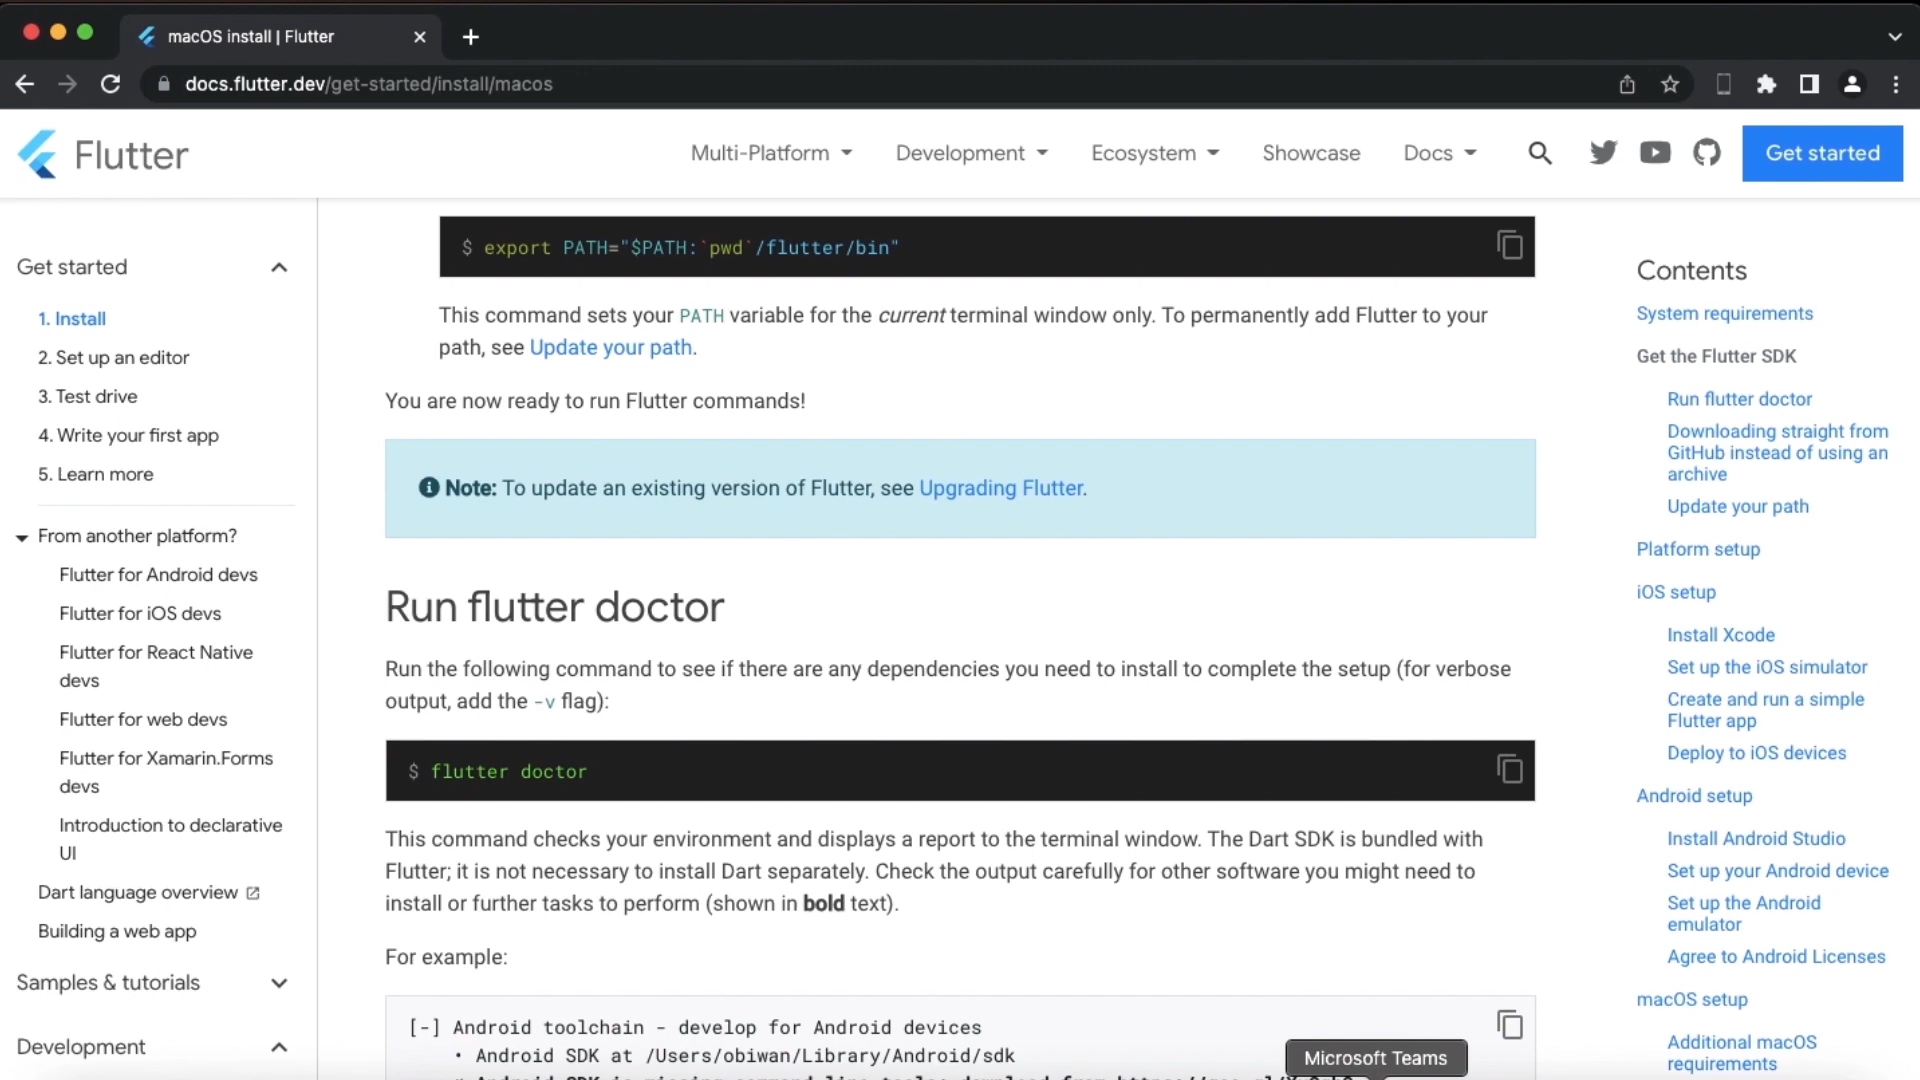 macOS install | Flutter
docs.flutter.dev/get-started/install/macos
Flutter
Multi-Platform
Development
Ecosystem
Showcase
Docs
Get started
Get started
1. Install
2. Set up an editor
3. Test drive
4. Write your first app
5. Learn more
From another platform?
Flutter for Android devs
Flutter for iOS devs
Flutter for React Native
devs
Flutter for web devs
Flutter for Xamarin.Forms
devs
Introduction to declarative
UI
Dart language overview
Building a web app
Samples & tutorials
Development
$ export PATH="$PATH:`pwd`/flutter/bin"
This command sets your PATH variable for the current terminal window only. To permanently add Flutter to your
path, see Update your path.
You are now ready to run Flutter commands!
Note: To update an existing version of Flutter, see Upgrading Flutter.
Run flutter doctor
Run the following command to see if there are any dependencies you need to install to complete the setup (for verbose
output, add the -v flag):
$ flutter doctor
This command checks your environment and displays a report to the terminal window. The Dart SDK is bundled with
Flutter; it is not necessary to install Dart separately. Check the output carefully for other software you might need to
install or further tasks to perform (shown in bold text).
For example:
[-] Android toolchain - develop for Android devices
• Android SDK at /Users/obiwan/Library/Android/sdk
Microsoft Teams
Contents
System requirements
Get the Flutter SDK
Run flutter doctor
Downloading straight from
GitHub instead of using an
archive
Update your path
Platform setup
iOS setup
Install Xcode
Set up the iOS simulator
Create and run a simple
Flutter app
Deploy to iOS devices
Android setup
Install Android Studio
Set up your Android device
Set up the Android
emulator
Agree to Android Licenses
macOS setup
Additional macOS
requirements